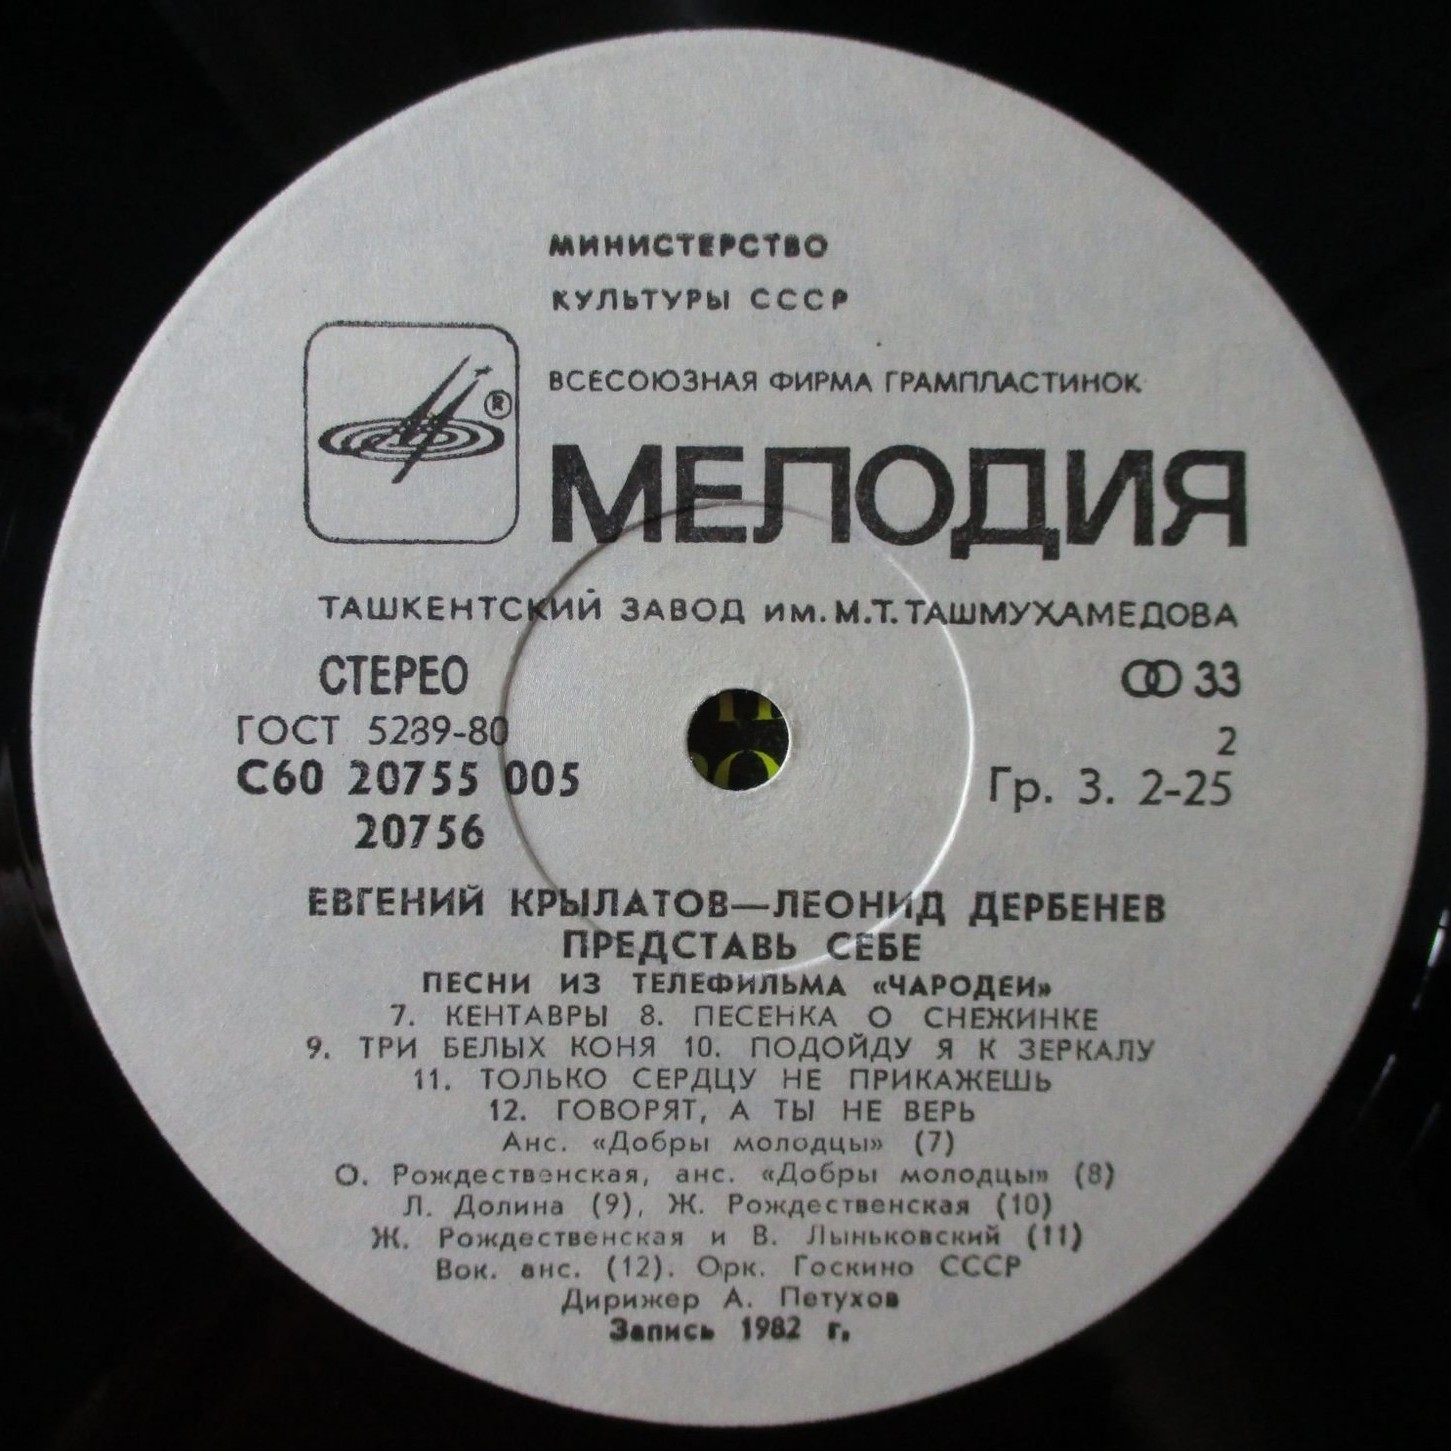 МИНИСТЕРСТВО
КУЛЬТУРЫ СССР
ВСЕСОЮЗНАЯ ФИРМА ГРАМПЛАСТИНОК
®
МЕЛОДИЯ
ТАШКЕНТСКИЙ ЗАВОД им. М.Т. ТАШМУХАМЕДОВА
СТЕРЕО 33
ГОСТ 5289-80 2
С60 20755 005 Гр. 3. 2-25
20756
ЕВГЕНИЙ КРЫЛАТОВ—ЛЕОНИД ДЕРБЕНЕВ
ПРЕДСТАВЬ СЕБЕ
ПЕСНИ ИЗ ТЕЛЕФИЛЬМА «ЧАРОДЕИ»
7. КЕНТАВРЫ 8. ПЕСЕНКА О СНЕЖИНКЕ
9. ТРИ БЕЛЫХ КОНЯ 10. ПОДОЙДУ Я К ЗЕРКАЛУ
11. ТОЛЬКО СЕРДЦУ НЕ ПРИКАЖЕШЬ
12. ГОВОРЯТ, А ТЫ НЕ ВЕРЬ
Анс. «Добры молодцы» (7)
О. Рождественская, анс. «Добры молодцы» (8)
Л. Долина (9), Ж. Рождественская (10)
Ж. Рождественская и В. Лыньковский (11)
Вок. анс. (12). Орк. Госкино СССР
Дирижер А. Петухов
Запись 1982 г.